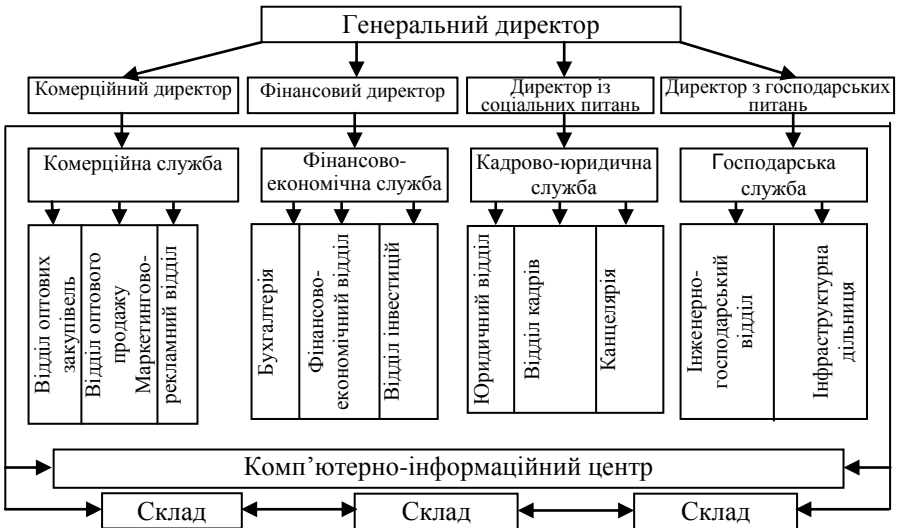 Генеральний директор
Комерційний директор
Фінансовий директор
Директор із
соціальних питань
Директор з господарських
питань
Комерційна служба
Фінансово-
економічна служба
Кадрово-юридична
служба
Господарська
служба
Відділ оптових
закупівель
Відділ оптового
продажу
Маркетингово-
рекламний відділ
Бухгалтерія
Фінансово-
економічний відділ
Відділ інвестицій
Юридичний відділ
Відділ кадрів
Канцелярія
Інженерно-
господарський
відділ
Інфраструктурна
дільниця
Комп’ютерно-інформаційний центр
Склад
Склад
Склад